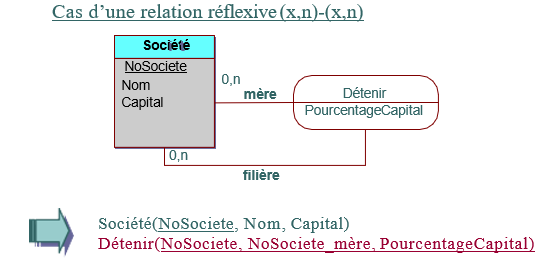 Cas d'une relation réflexive (x,n)-(x,n)
Société
NoSociete
Nom
Capital
0,n
mère
Détenir
PourcentageCapital
0,n
filière
Société(NoSociete, Nom, Capital)
Détenir(NoSociete, NoSociete_mère, PourcentageCapital)